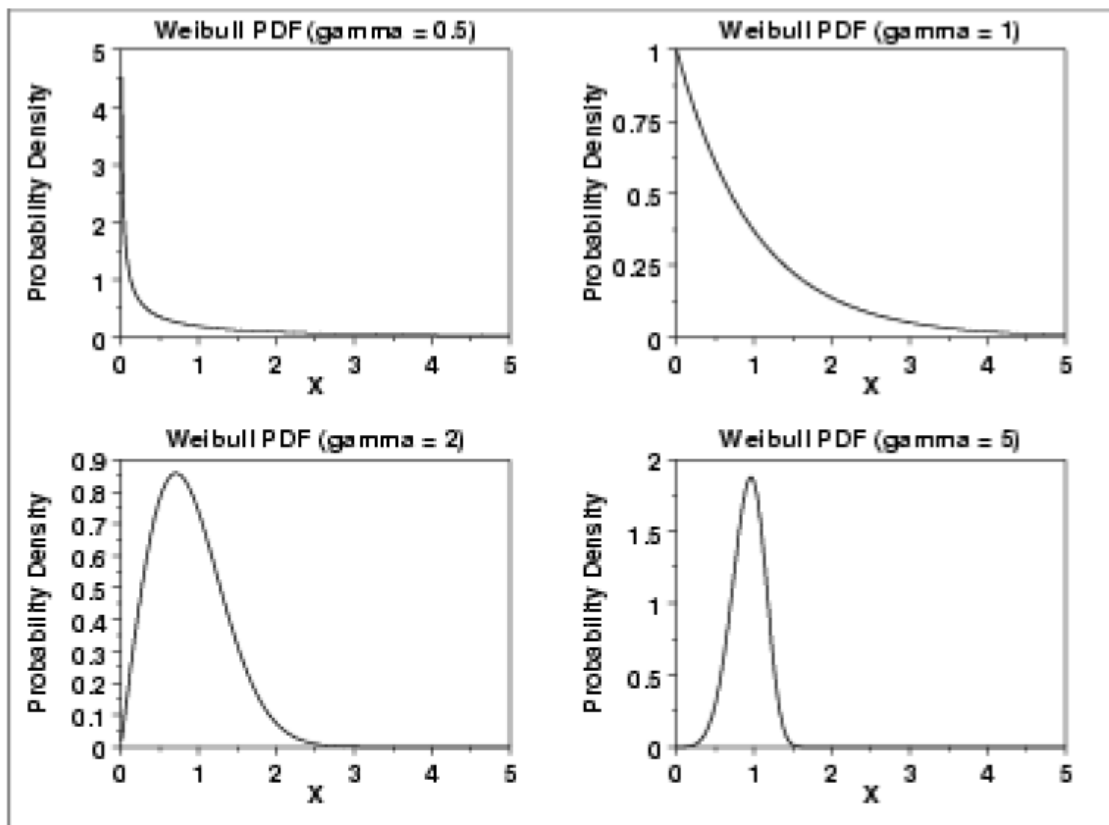 Weibull PDF (gamma = 0.5)
Probability Density
5
4
3
2
1
0
0 1 2 3 4 5
X
Weibull PDF (gamma = 1)
Probability Density
1
0.75
0.5
0.25
0
0 1 2 3 4 5
X
Weibull PDF (gamma = 2)
Probability Density
0.9
0.8
0.7
0.6
0.5
0.4
0.3
0.2
0.1
0
0 1 2 3 4 5
X
Weibull PDF (gamma = 5)
Probability Density
2
1.5
1
0.5
0
0 1 2 3 4 5
X